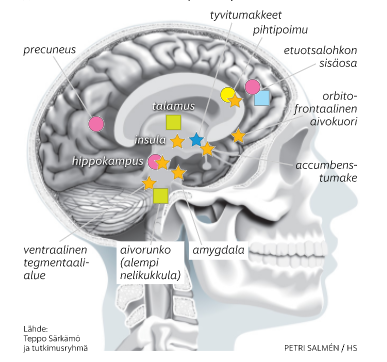 tyvitumakkeet
pihtipoimu
precuneus
etuotsalohkon
sisäosa
orbito-
frontaalinen
aivokuori
talamus
insula
hippokampus
accumbens-
tumake
ventraalinen
tegmentaali-
alue
aivorunko
(alempi
nelikukkula)
amygdala
Lähde:
Teppo Särkämö
ja tutkimusryhmä
PETRI SALMÉN / HS